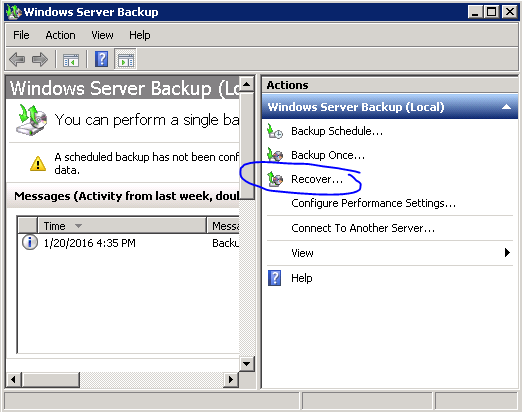 Windows Server Backup
File Action View Help
Windows Server Backup (Lo
You can perform a single ba
A scheduled backup has not been conf
data.
Messages (Activity from last week, doul
Time Messa
1/20/2016 4:35 PM Backu
Actions
Windows Server Backup (Local)
Backup Schedule...
Backup Once...
Recover...
Configure Performance Settings...
Connect To Another Server...
View
Help